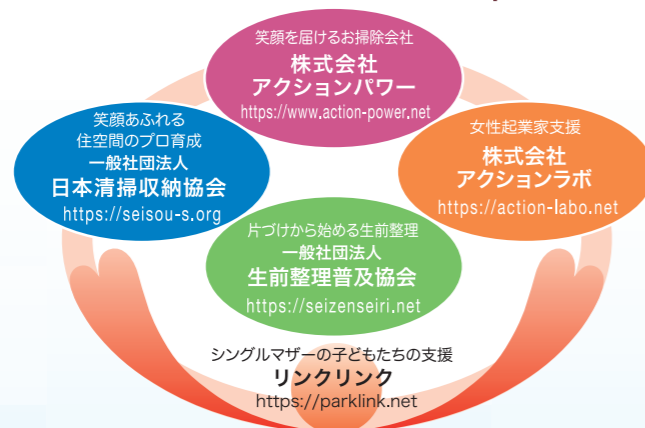 笑顔を届けるお掃除会社
株式会社
アクションパワー
https://www.action-power.net
笑顔あふれる
住空間のプロ育成
一般社団法人
日本清掃収納協会
https://seisou-s.org
女性起業家支援
株式会社
アクションラボ
https://action-labo.net
片づけから始める生前整理
一般社団法人
生前整理普及協会
https://seizenseiri.net
シングルマザーの子どもたちの支援
リンクリンク
https://parklink.net